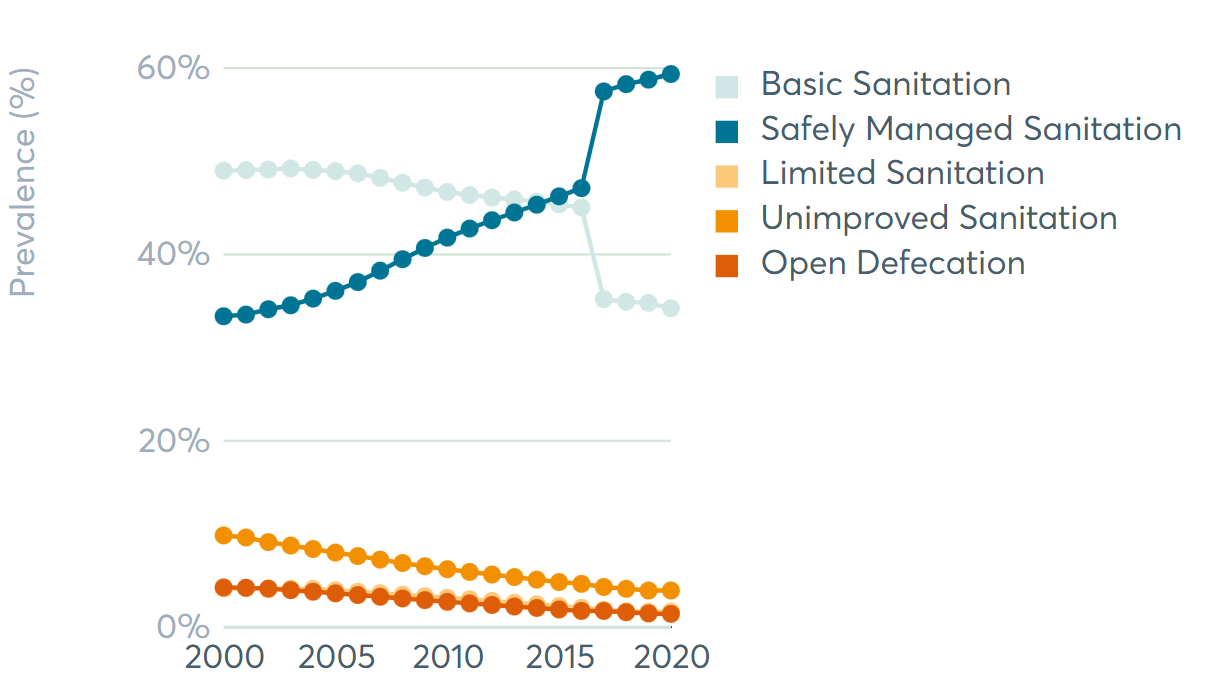 Prevalence (%)
60%
40%
20%
0%
2000 2005 2010 2015 2020
Basic Sanitation
Safely Managed Sanitation
Limited Sanitation
Unimproved Sanitation
Open Defecation